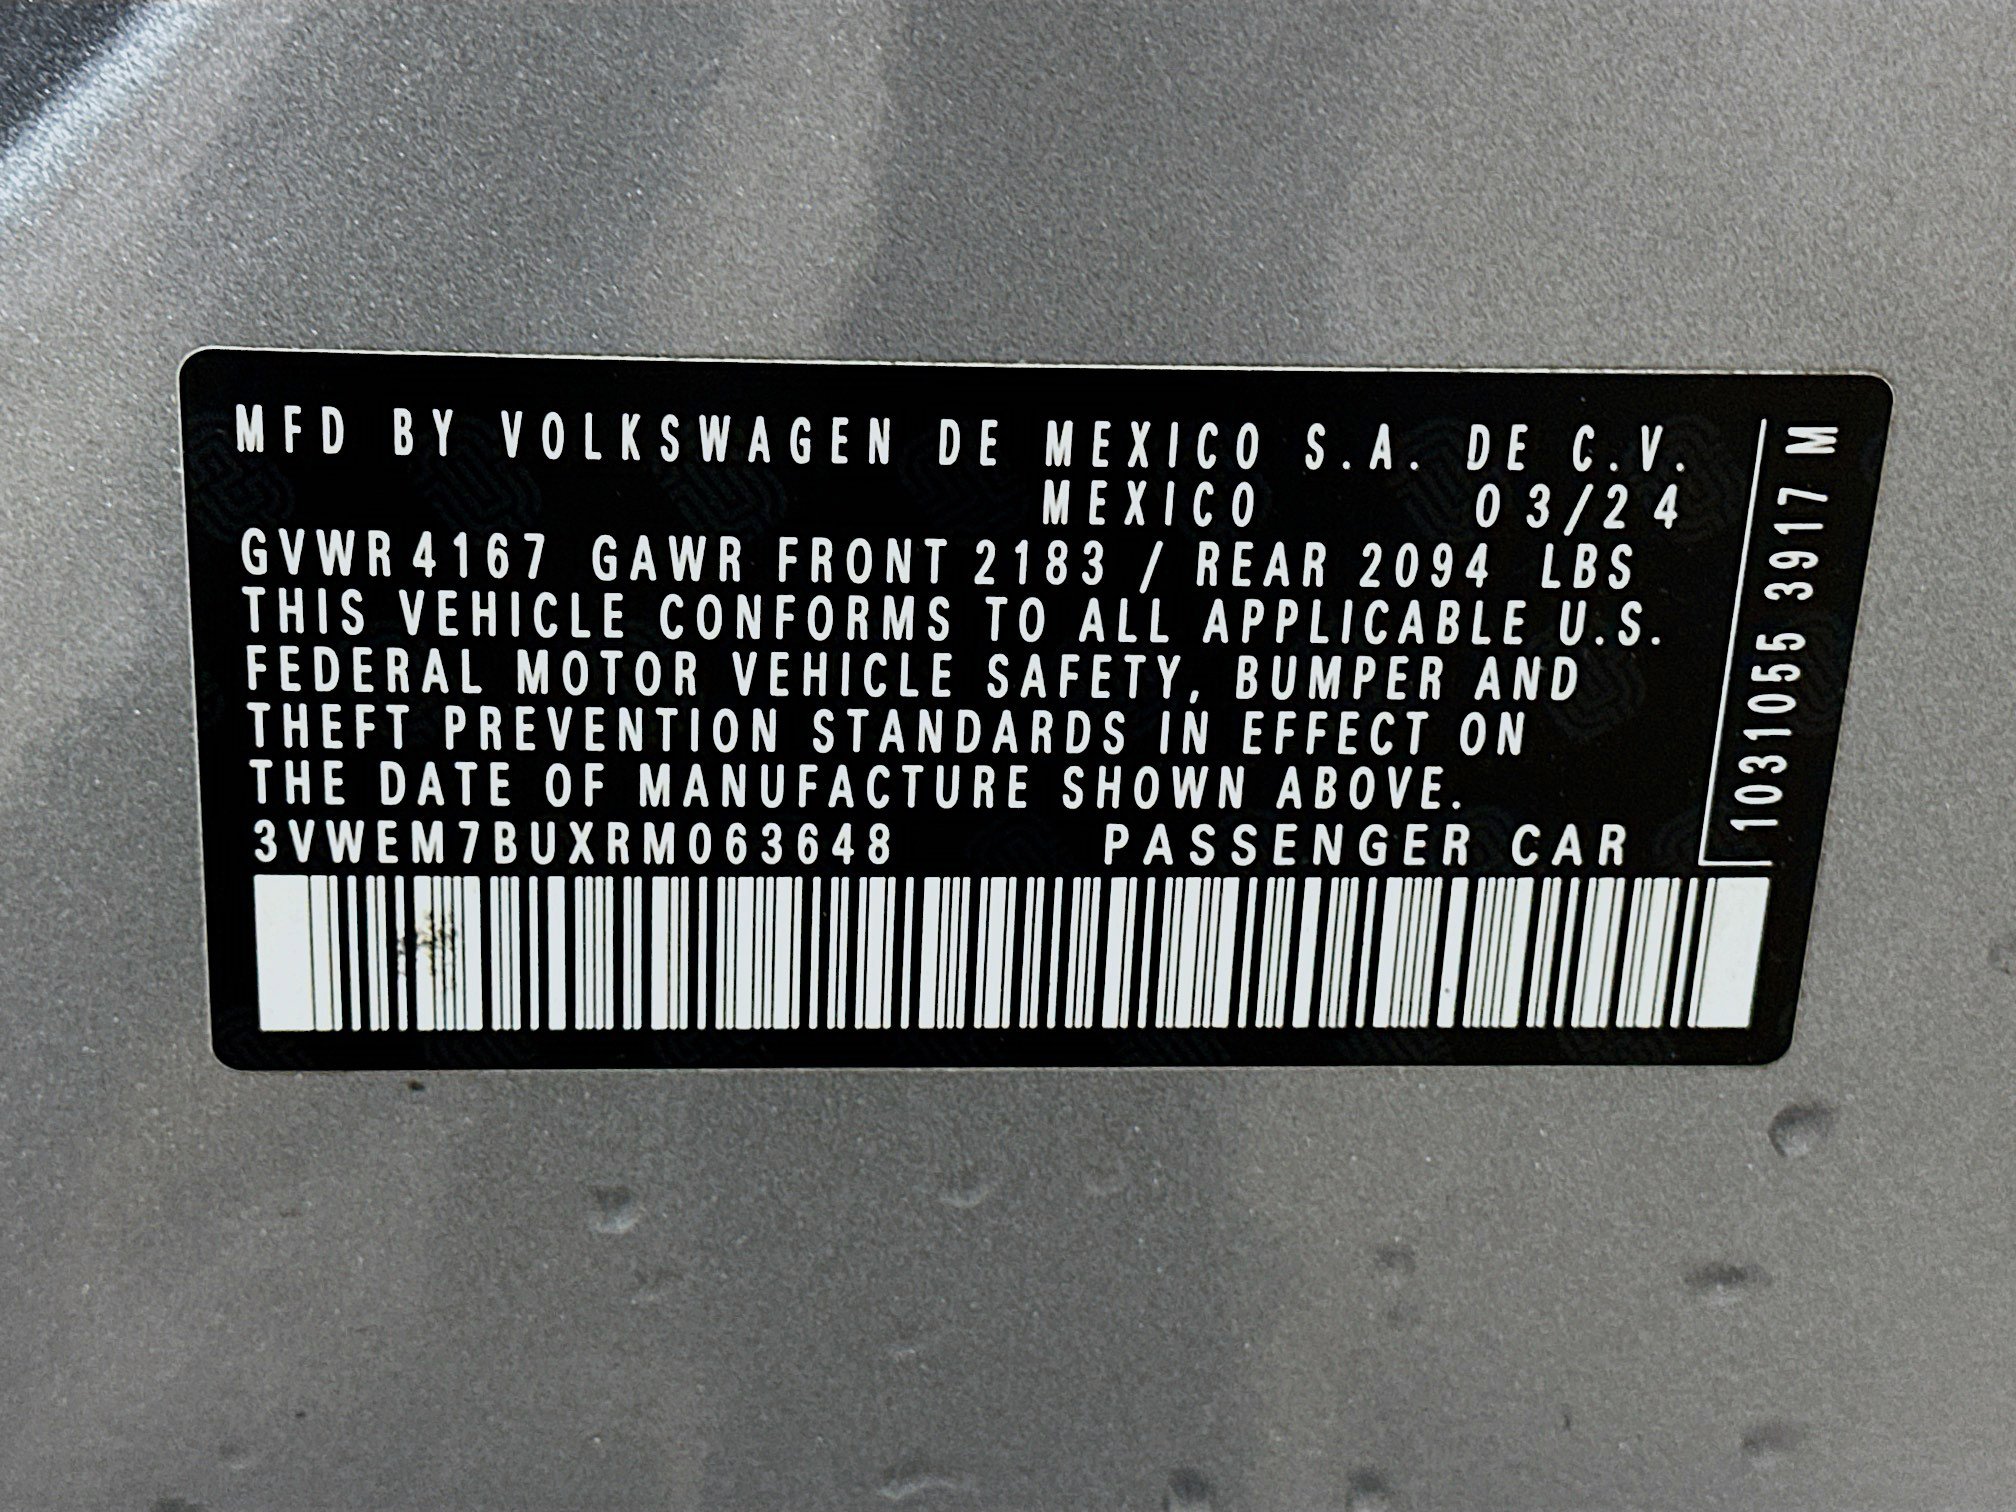 MFD BY VOLKSWAGEN DE MEXICO S.A. DE C.V.
MEXICO 03/24
GVWR 4167 GAWR FRONT 2183 / REAR 2094 LBS
THIS VEHICLE CONFORMS TO ALL APPLICABLE U.S.
FEDERAL MOTOR VEHICLE SAFETY, BUMPER AND
THEFT PREVENTION STANDARDS IN EFFECT ON
THE DATE OF MANUFACTURE SHOWN ABOVE.
3VWEM7BUXRM063648 PASSENGER CAR
1031055 3917 M